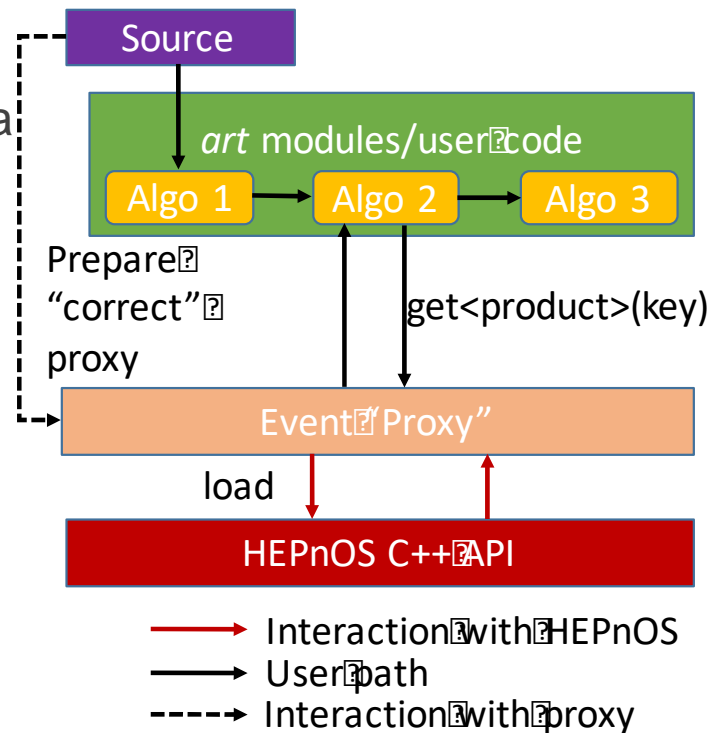 Source
a
art modules/user code
Algo 1 Algo 2 Algo 3
Prepare
“correct”
proxy
get<product>(key)
Event “Proxy”
load
HEPnOS C++ API
Interaction with HEPnOS
User path
Interaction with proxy